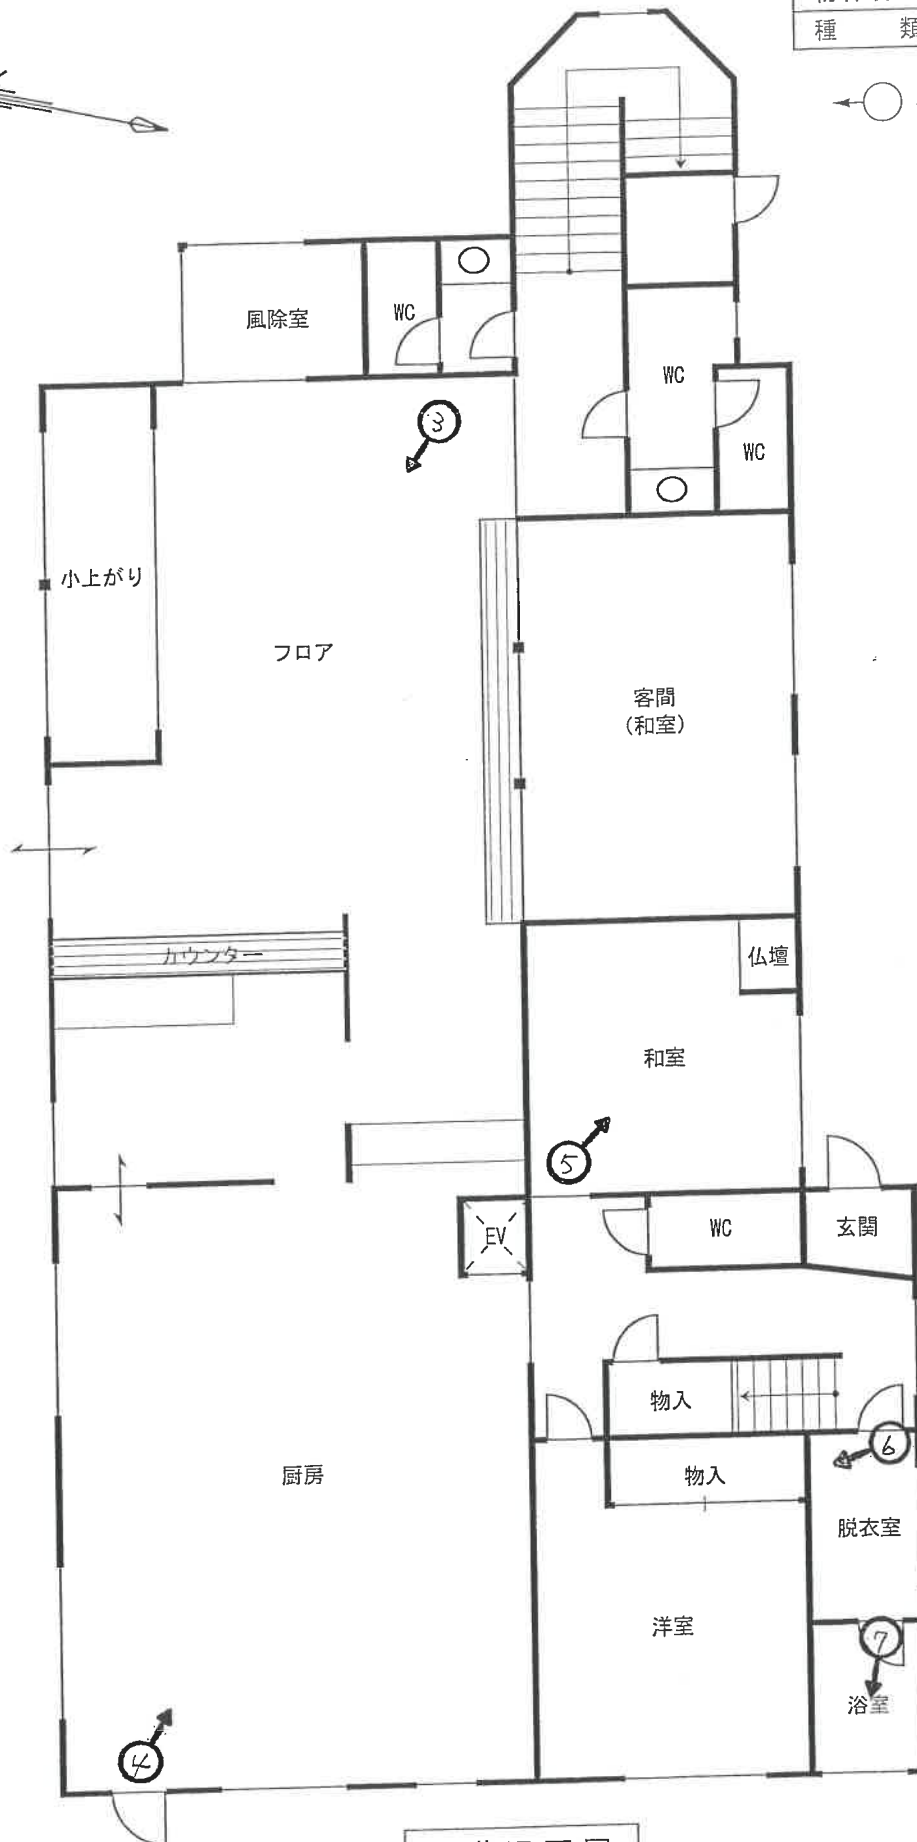 種　　類
風除室
WC
WC
WC
③
小上がり
フロア
客間
(和室)
カウンター
仏壇
和室
⑤
EV
WC
玄関
物入
⑥
物入
厨房
脱衣室
洋室
⑦
浴室
④